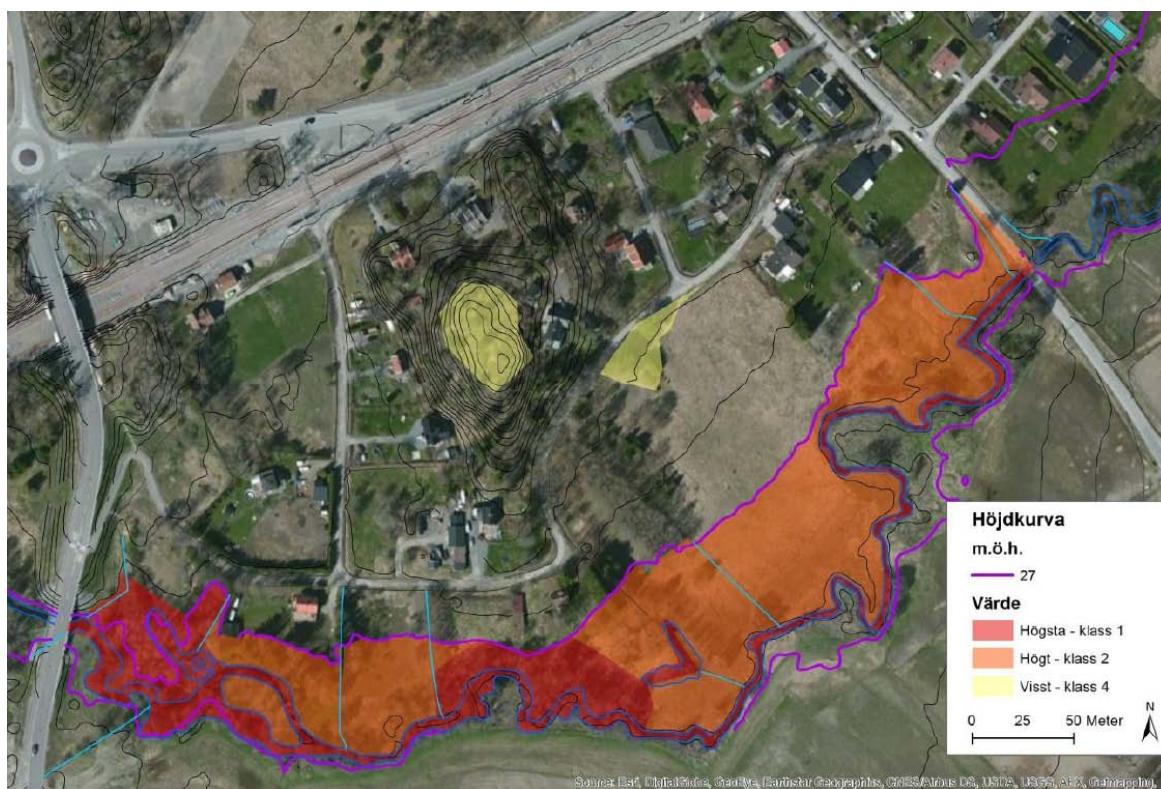 Höjdkurva
m.ö.h.
27
Värde
Högsta - klass 1
Högt - klass 2
Visst - klass 4
N
0 25 50 Meter
Source: Esri, DigitalGlobe, GeoEye, Earthstar Geographics, CNES/Airbus DS, USDA, USGS, AEX, Getmapping,